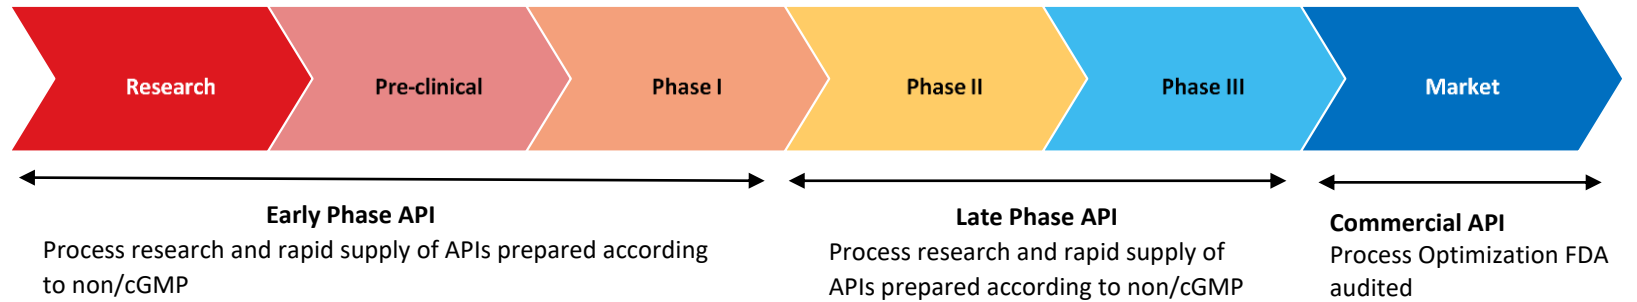 Research
Pre-clinical
Phase I
Phase II
Phase III
Market
Early Phase API
Process research and rapid supply of APIs prepared according
to non/cGMP
Late Phase API
Process research and rapid supply of
APIs prepared according to non/cGMP
Commercial API
Process Optimization FDA
audited